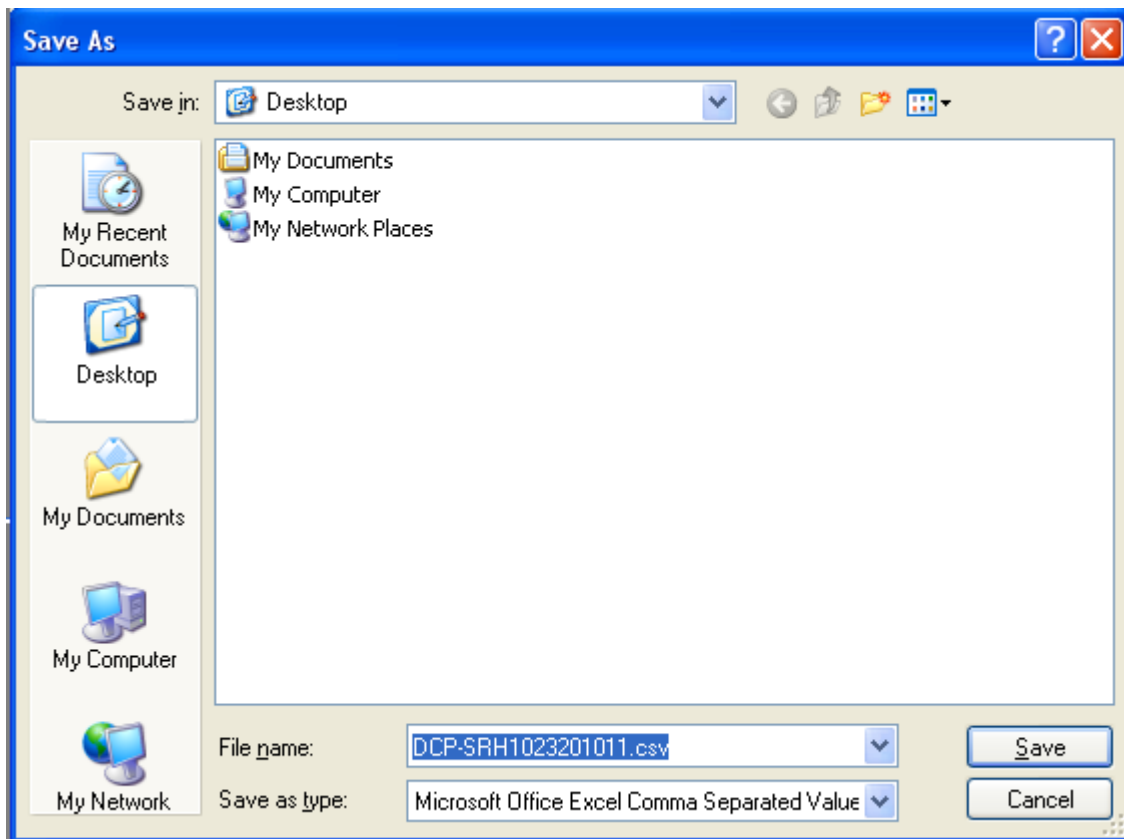 Save As
Save in:
Desktop
My Recent
Documents
Desktop
My Documents
My Computer
My Network
My Documents
My Computer
My Network Places
File name:
DCP-SRH1023201011.csv
Save
Save as type:
Microsoft Office Excel Comma Separated Value
Cancel